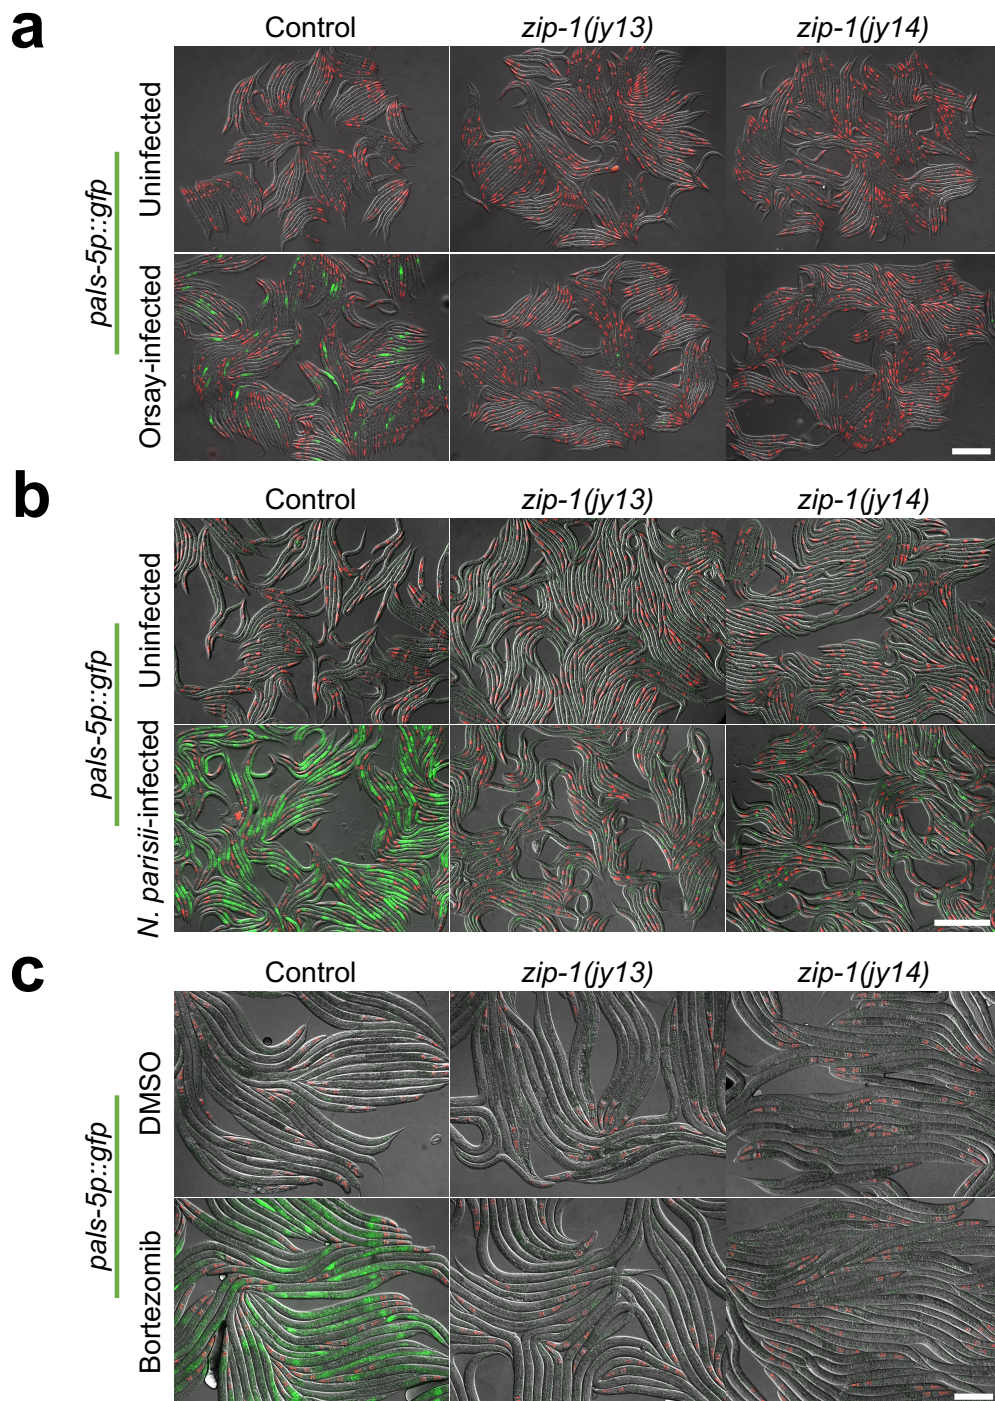 a
Control
zip-1(jy13)
zip-1(jy14)
pals-5p::gfp
Uninfected
Orsay-infected
b
Control
zip-1(jy13)
zip-1(jy14)
pals-5p::gfp
Uninfected
N. parisii-infected
c
Control
zip-1(jy13)
zip-1(jy14)
pals-5p::gfp
DMSO
Bortezomib